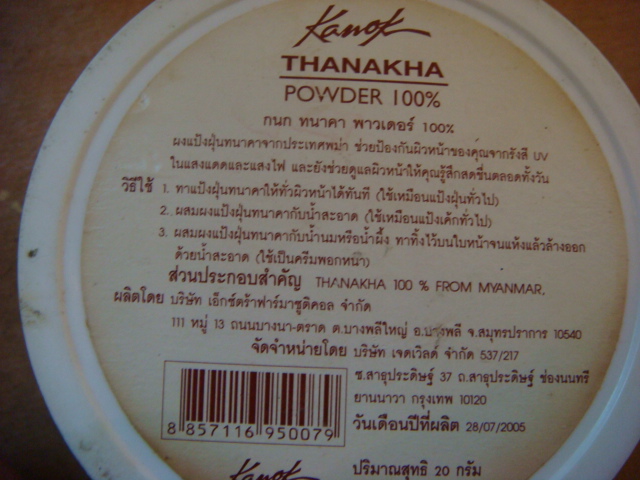 Kanok
THANAKHA
POWDER 100%
กนก ทนาคา พาวเดอร์ 100%
ผงแป้งฝุ่นทนาคาจากประเทศพม่า ช่วยป้องกันผิวหน้าของคุณจากรังสี UV
ในแสงแดดและแสงไฟ และยังช่วยดูแลผิวหน้าให้คุณรู้สึกสดชื่นตลอดทั้งวัน
วิธีใช้ 1. ทาแป้งฝุ่นทนาคาให้ทั่วผิวหน้าได้ทันที (ใช้เหมือนแป้งฝุ่นทั่วไป)
2. ผสมผงแป้งฝุ่นทนาคากับน้ำสะอาด (ใช้เหมือนแป้งเค้กทั่วไป)
3. ผสมผงแป้งฝุ่นทนาคากับน้ำนมหรือน้ำผึ้ง ทาทิ้งไว้บนใบหน้าจนแห้งแล้วล้างออก
ด้วยน้ำสะอาด (ใช้เป็นครีมพอกหน้า)
ส่วนประกอบสำคัญ THANAKHA 100 % FROM MYANMAR.
ผลิตโดย บริษัท เอ็กซ์ตร้าฟาร์มาซูติคอล จำกัด
111 หมู่ 13 ถนนบางนา-ตราด ต.บางพลีใหญ่ อ.บางพลี จ.สมุทรปราการ 10540
จัดจำหน่ายโดย บริษัท เจตเวิลด์ จำกัด 537/217
ซ.สาธุประดิษฐ์ 37 ถ.สาธุประดิษฐ์ ช่องนนทรี
ยานนาวา กรุงเทพ 10120
8 857116 950079
วันเดือนปีที่ผลิต 28/07/2005
Kanok
ปริมาณสุทธิ 20 กรัม